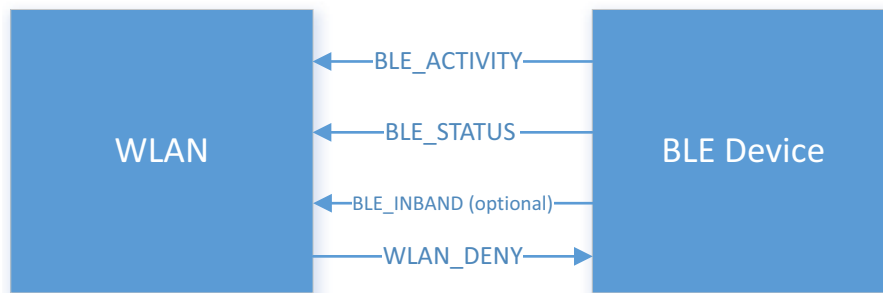 BLE_ACTIVITY
WLAN
BLE_STATUS
BLE Device
BLE_INBAND (optional)
WLAN_DENY